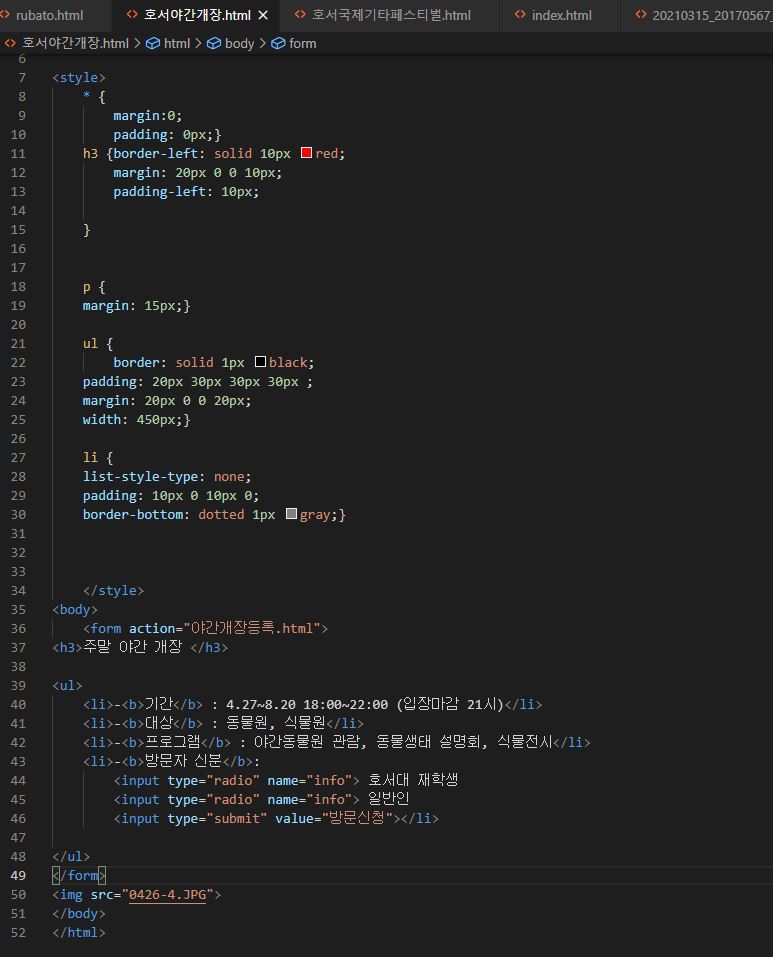 rubato.html 호서야간개장.html × 호서국제기타페스티벌.html index.html 20210315_20170567_
호서야간개장.html > html > body > form
6
7 <style>
8 * {
9 margin:0;
10 padding: 0px;}
11 h3 {border-left: solid 10px red;
12 margin: 20px 0 0 10px;
13 padding-left: 10px;
14
15 }
16
17
18 p {
19 margin: 15px;}
20
21 ul {
22 border: solid 1px black;
23 padding: 20px 30px 30px 30px ;
24 margin: 20px 0 0 20px;
25 width: 450px;}
26
27 li {
28 list-style-type: none;
29 padding: 10px 0 10px 0;
30 border-bottom: dotted 1px gray;}
31
32
33
34 </style>
35 <body>
36 <form action="야간개장등록.html">
37 <h3>주말 야간 개장 </h3>
38
39 <ul>
40 <li>-<b>기간</b> : 4.27~8.20 18:00~22:00 (입장마감 21시)</li>
41 <li>-<b>대상</b> : 동물원, 식물원</li>
42 <li>-<b>프로그램</b> : 야간동물원 관람, 동물생태 설명회, 식물전시</li>
43 <li>-<b>방문자 신분</b>:
44 <input type="radio" name="info"> 호서대 재학생
45 <input type="radio" name="info"> 일반인
46 <input type="submit" value="방문신청"></li>
47
48 </ul>
49 </form>
50 <img src="0426-4.JPG">
51 </body>
52 </html>